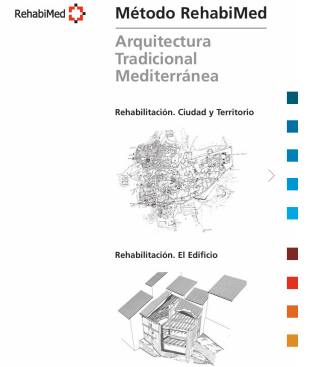 RehabiMed
Método RehabiMed
Arquitectura
Tradicional
Mediterránea
Rehabilitación. Ciudad y Territorio
Rehabilitación. El Edificio